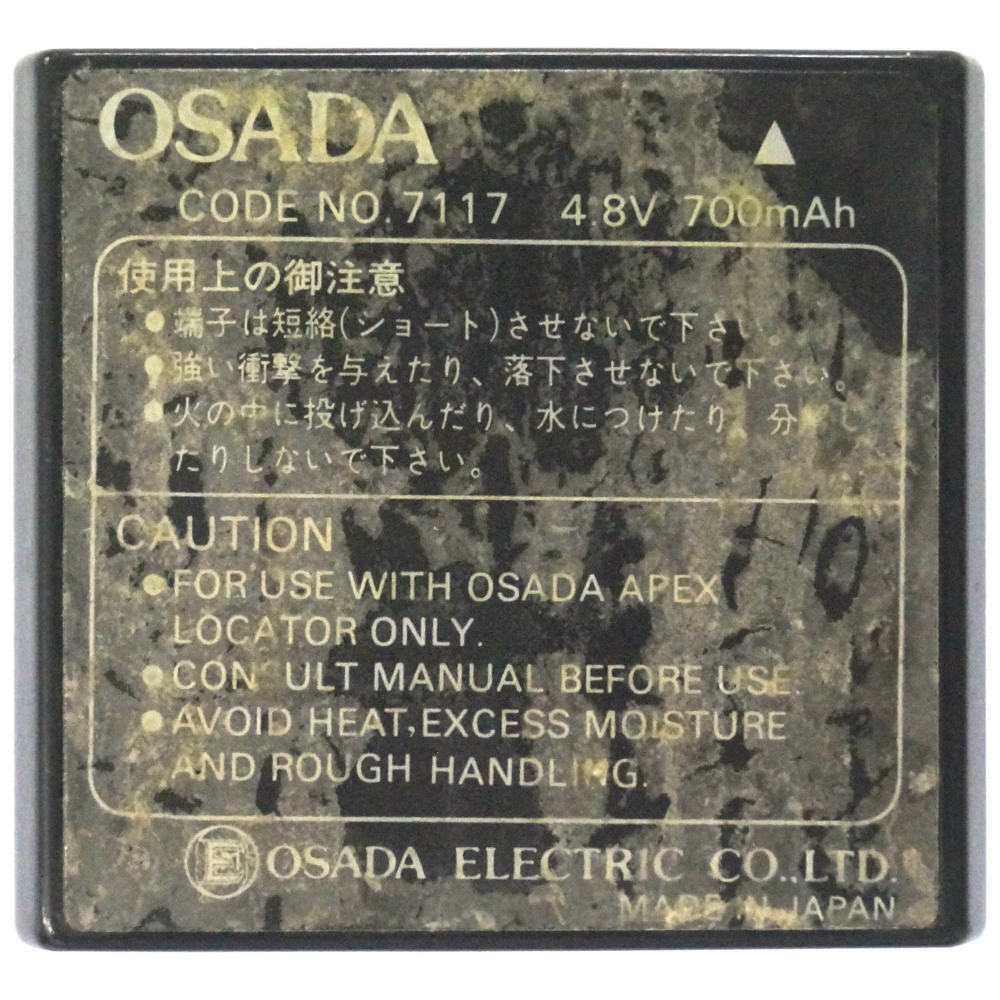 OSADA
CODE NO.7117 4.8V 700mAh
使用上の御注意
●端子は短絡(ショート)させないで下さい。
●強い衝撃を与えたり、落下させないで下さい。
●火の中に投げ込んだり、水につけたり 分 し
たりしないで下さい。
CAUTION
●FOR USE WITH OSADA APEX
LOCATOR ONLY.
●CON ULT MANUAL BEFORE USE.
●AVOID HEAT,EXCESS MOISTURE
AND ROUGH HANDLING.
OSADA ELECTRIC CO.,LTD.
MADE IN JAPAN